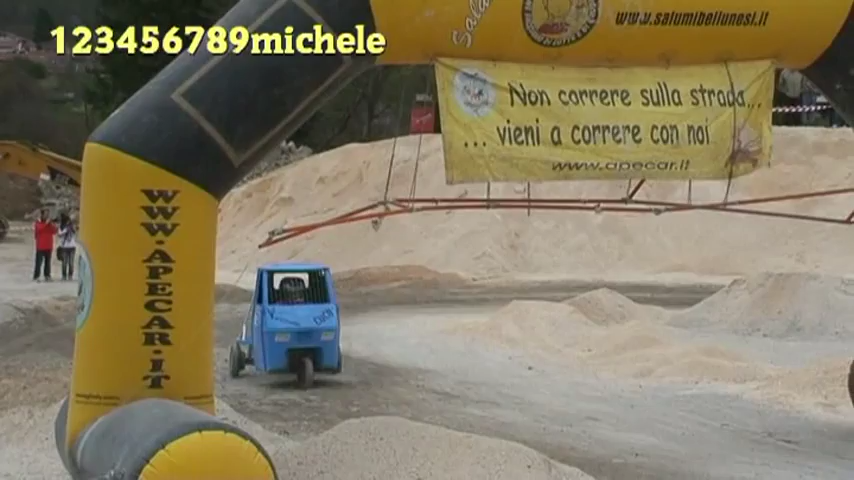 123456789michele
www.salumibellunesi.it
Non correre sulla strada...
... vieni a correre con noi
www.apecar.it
WWW.APECAR.IT